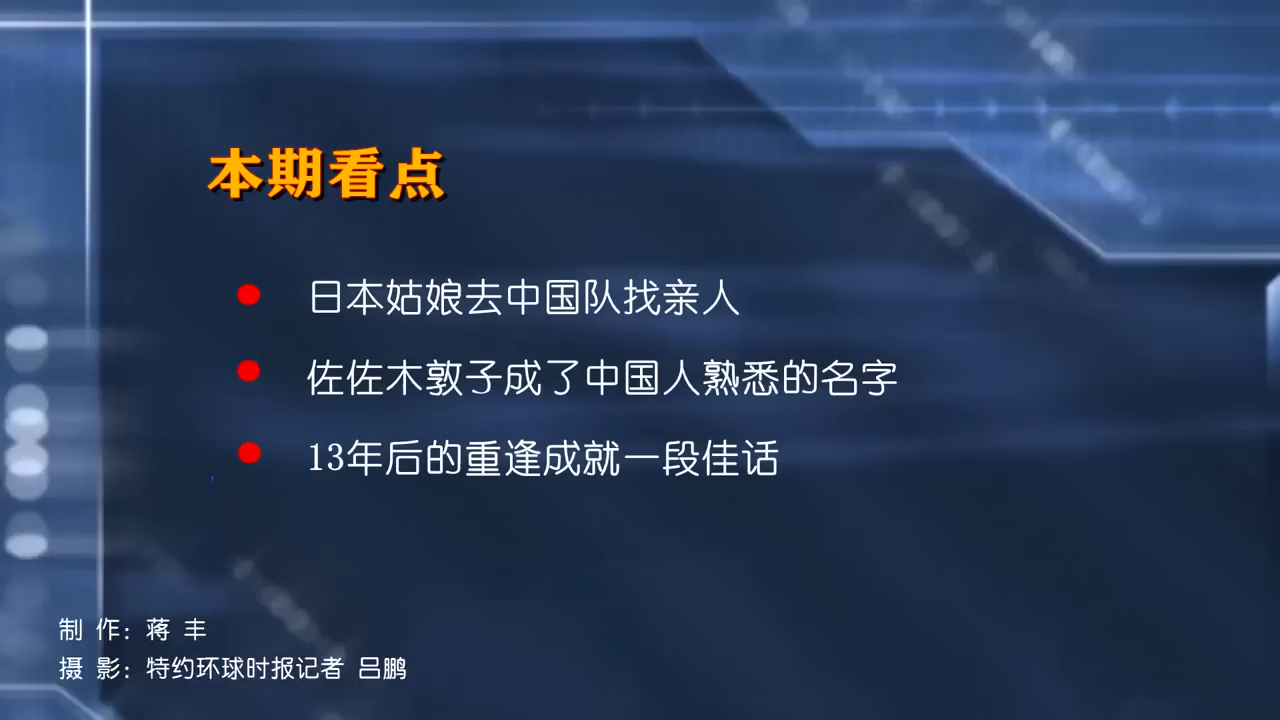 本期看点
日本姑娘去中国队找亲人
佐佐木敦子成了中国人熟悉的名字
13年后的重逢成就一段佳话
制 作：蒋 丰
摄 影：特约环球时报记者 吕鹏